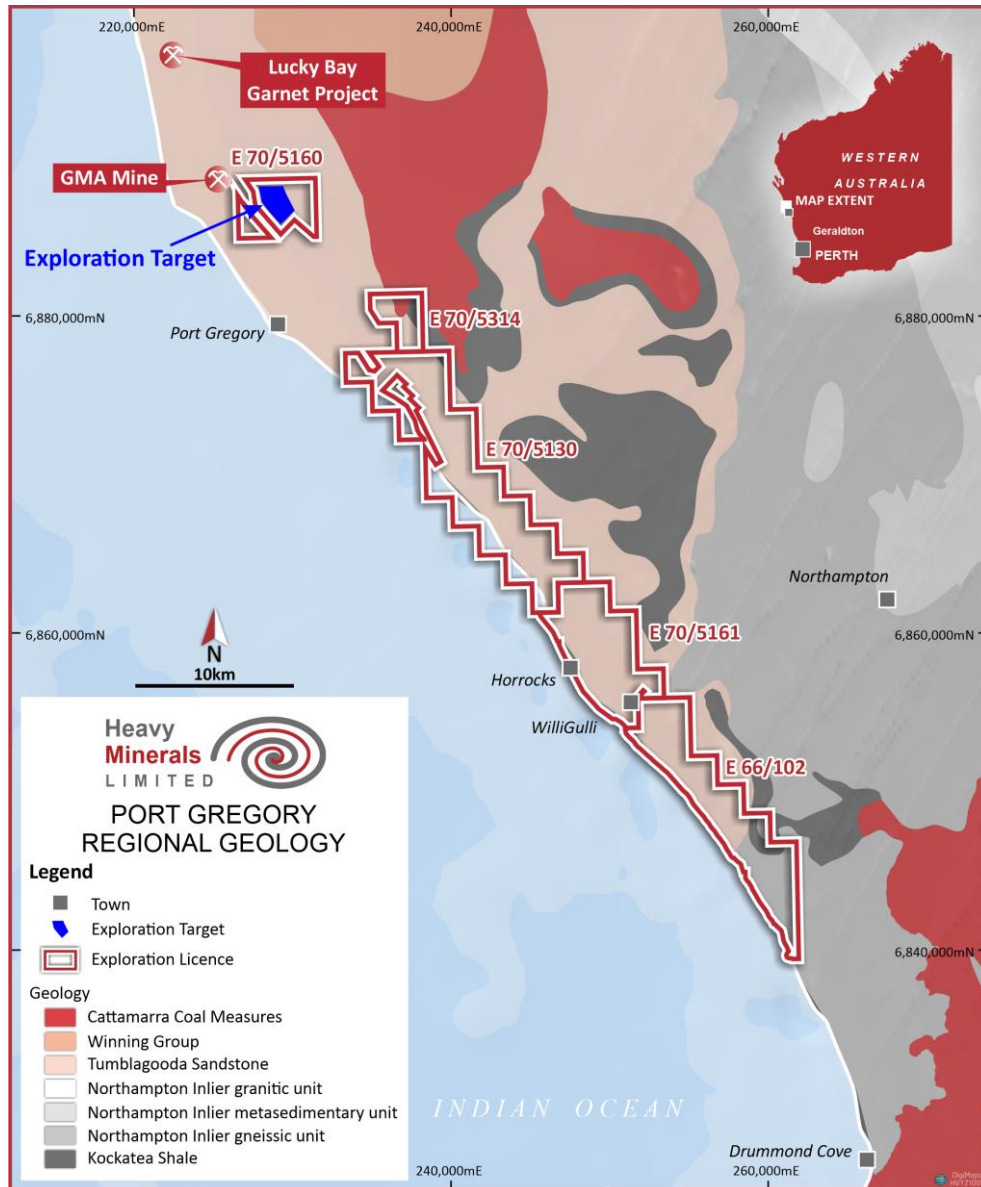 220,000mE
240,000mE
260,000mE
Lucky Bay
Garnet Project
E 70/5160
GMA Mine
Exploration Target
WESTERN
AUSTRALIA
MAP EXTENT
Geraldton
PERTH
6,880,000mN
6,880,000mN
Port Gregory
E 70/5314
E 70/5130
Northampton
6,860,000mN
6,860,000mN
E 70/5161
N
10km
Horrocks
WilliGulli
E 66/102
Heavy
Minerals
LIMITED
PORT GREGORY
REGIONAL GEOLOGY
Legend
Town
Exploration Target
Exploration Licence
Geology
Cattamarra Coal Measures
Winning Group
Tumblagooda Sandstone
Northampton Inlier granitic unit
Northampton Inlier metasedimentary unit
Northampton Inlier gneissic unit
Kockatea Shale
6,840,000mN
INDIAN OCEAN
Drummond Cove
240,000mE
260,000mE
DigiMaps